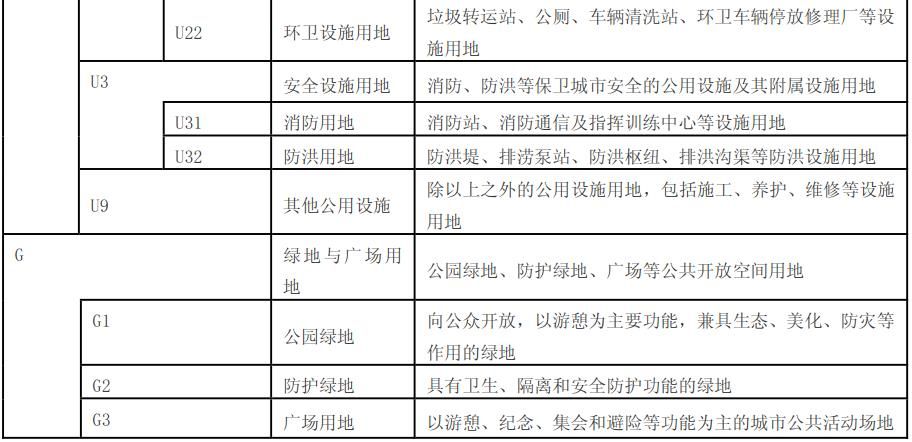 U22 环卫设施用地 垃圾转运站、公厕、车辆清洗站、环卫车辆停放修理厂等设
施用地
U3 安全设施用地 消防、防洪等保卫城市安全的公用设施及其附属设施用地
U31 消防用地 消防站、消防通信及指挥训练中心等设施用地
U32 防洪用地 防洪堤、排涝泵站、防洪枢纽、排洪沟渠等防洪设施用地
U9 其他公用设施 除以上之外的公用设施用地，包括施工、养护、维修等设施
用地
G 绿地与广场用
地
公园绿地、防护绿地、广场等公共开放空间用地
G1 公园绿地 向公众开放，以游憩为主要功能，兼具生态、美化、防灾等
作用的绿地
G2 防护绿地 具有卫生、隔离和安全防护功能的绿地
G3 广场用地 以游憩、纪念、集会和避险等功能为主的城市公共活动场地